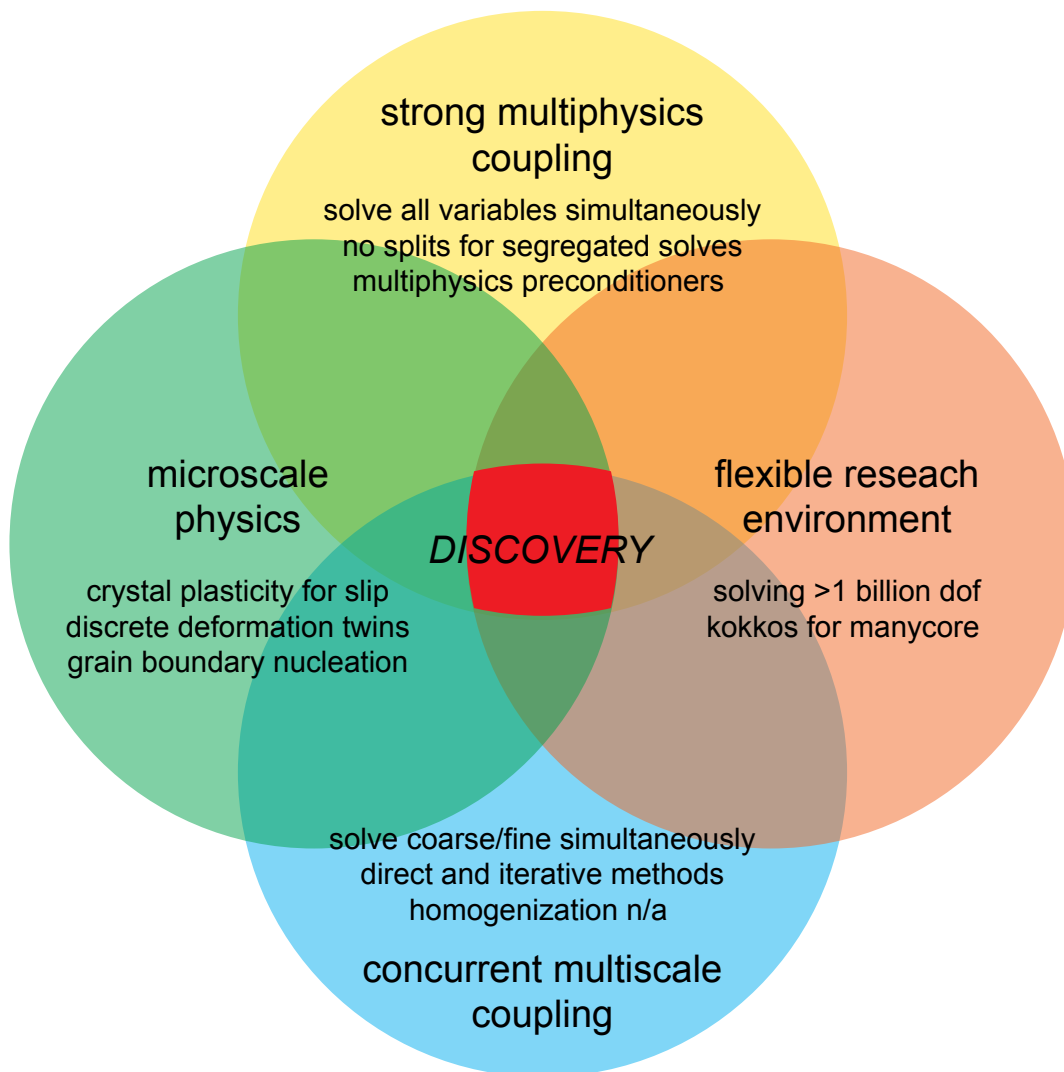 strong multiphysics
coupling
solve all variables simultaneously
no splits for segregated solves
multiphysics preconditioners
microscale
physics
crystal plasticity for slip
discrete deformation twins
grain boundary nucleation
DISCOVERY
flexible reseach
environment
solving >1 billion dof
kokkos for manycore
solve coarse/fine simultaneously
direct and iterative methods
homogenization n/a
concurrent multiscale
coupling